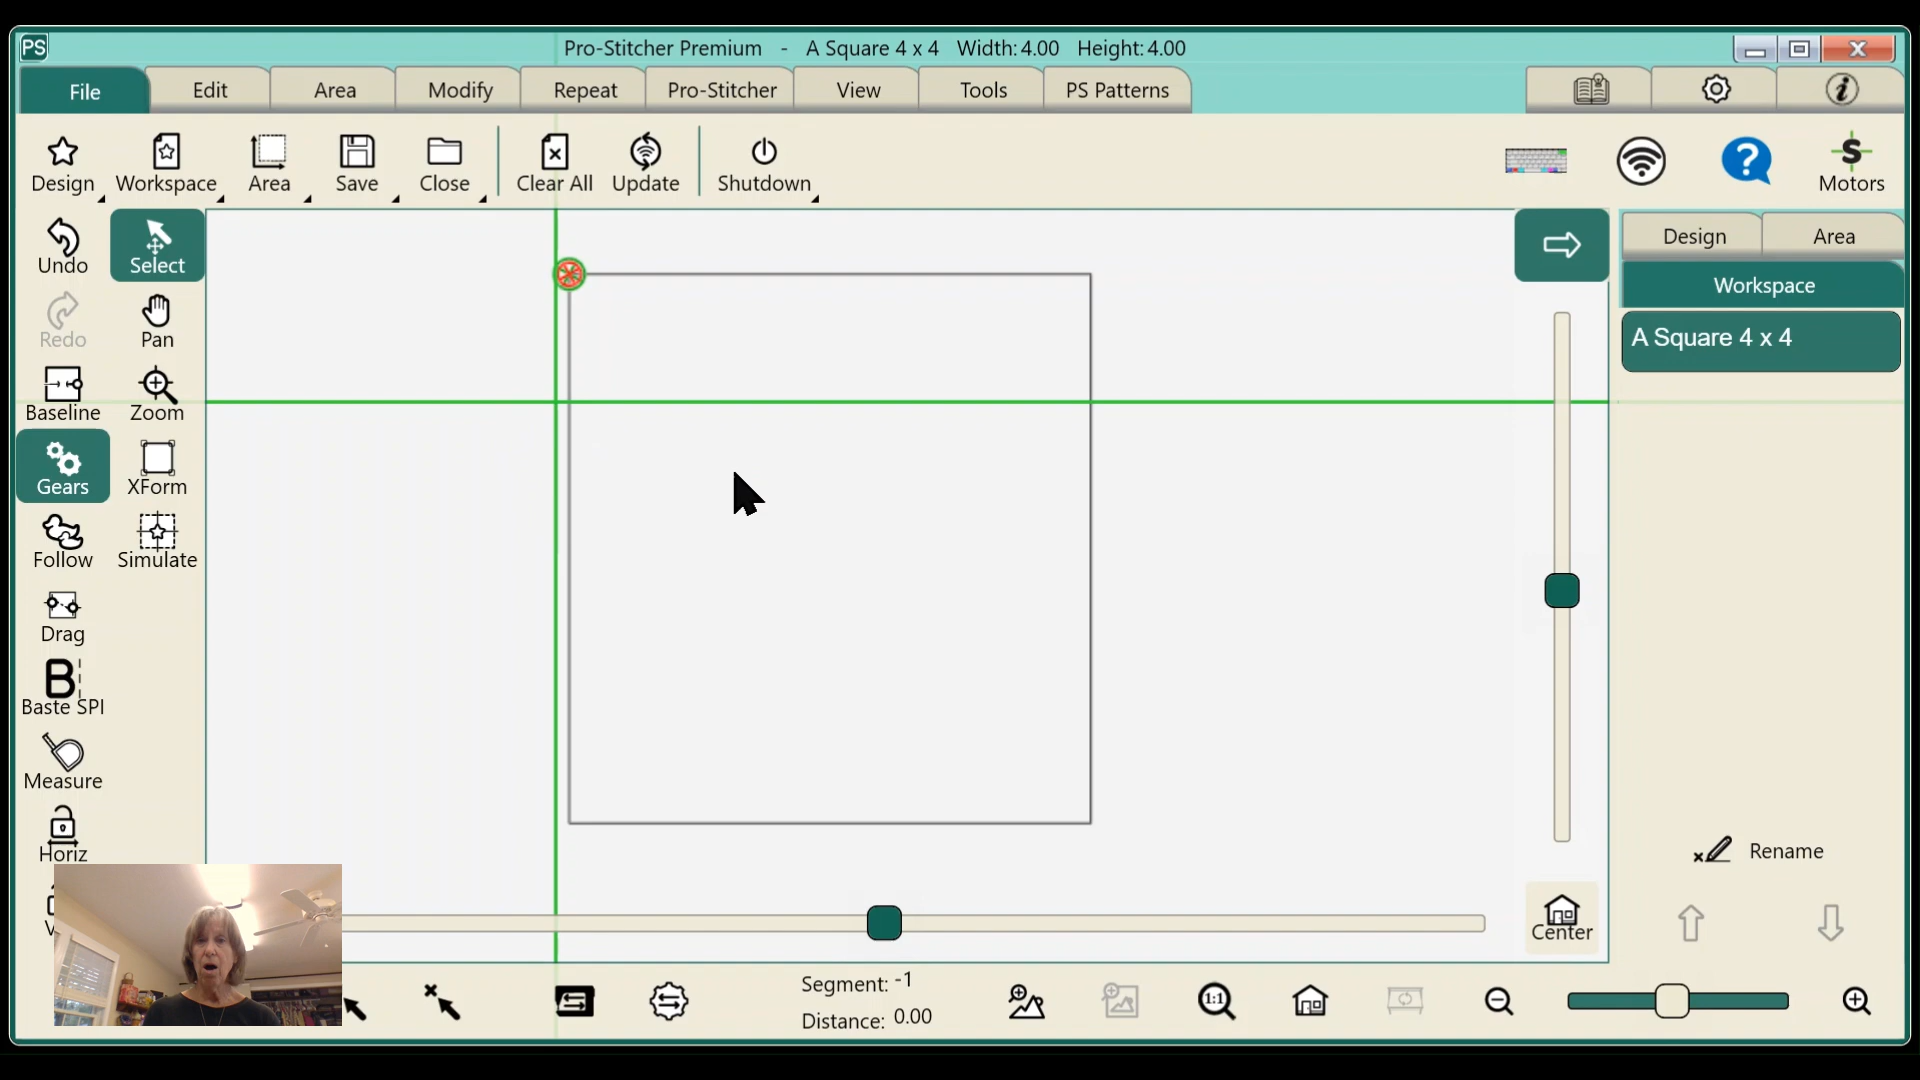 PS
Pro-Stitcher Premium - A Square 4 x 4 Width: 4.00 Height: 4.00
File Edit Area Modify Repeat Pro-Stitcher View Tools PS Patterns
Design Workspace Area Save Close Clear All Update Shutdown Motors
Undo Select
Redo Pan
Baseline Zoom
Gears XForm
Follow Simulate
Drag
B
Baste SPI
Measure
Horiz
Design Area
Workspace
A Square 4 x 4
Rename
Center
Segment: -1
Distance: 0.00
1:1